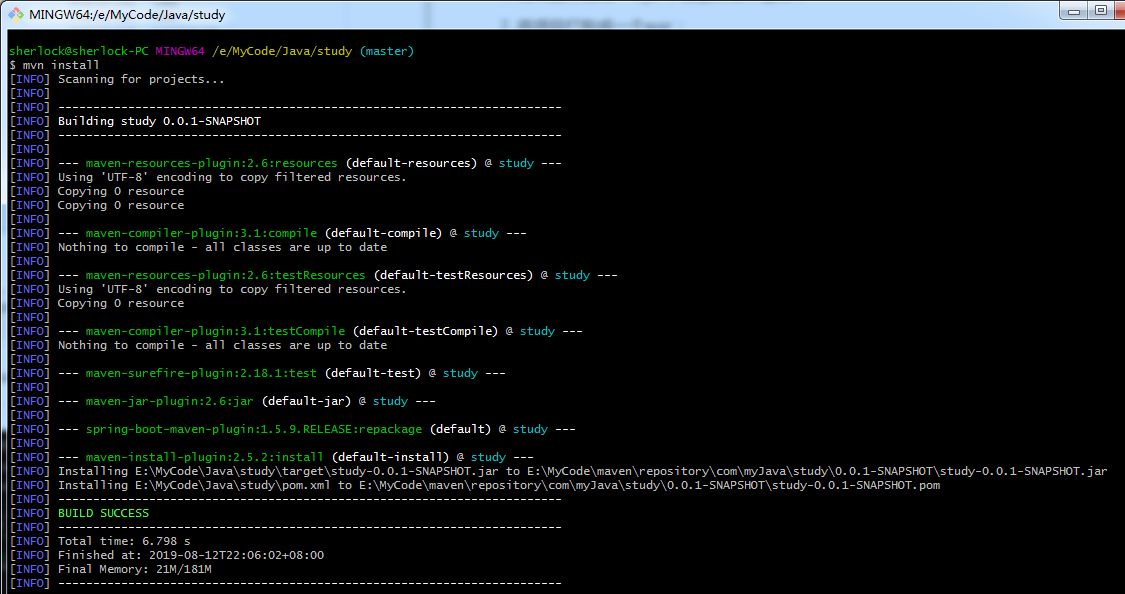 MINGW64:/e/MyCode/Java/study
sherlock@sherlock-PC MINGW64 /e/MyCode/Java/study (master)
$ mvn install
[INFO] Scanning for projects...
[INFO]
[INFO] ------------------------------------------------------------------------
[INFO] Building study 0.0.1-SNAPSHOT
[INFO] ------------------------------------------------------------------------
[INFO]
[INFO] --- maven-resources-plugin:2.6:resources (default-resources) @ study ---
[INFO] Using 'UTF-8' encoding to copy filtered resources.
[INFO] Copying 0 resource
[INFO] Copying 0 resource
[INFO]
[INFO] --- maven-compiler-plugin:3.1:compile (default-compile) @ study ---
[INFO] Nothing to compile - all classes are up to date
[INFO]
[INFO] --- maven-resources-plugin:2.6:testResources (default-testResources) @ study ---
[INFO] Using 'UTF-8' encoding to copy filtered resources.
[INFO] Copying 0 resource
[INFO]
[INFO] --- maven-compiler-plugin:3.1:testCompile (default-testCompile) @ study ---
[INFO] Nothing to compile - all classes are up to date
[INFO]
[INFO] --- maven-surefire-plugin:2.18.1:test (default-test) @ study ---
[INFO]
[INFO] --- maven-jar-plugin:2.6:jar (default-jar) @ study ---
[INFO]
[INFO] --- spring-boot-maven-plugin:1.5.9.RELEASE:repackage (default) @ study ---
[INFO]
[INFO] --- maven-install-plugin:2.5.2:install (default-install) @ study ---
[INFO] Installing E:\MyCode\Java\study\target\study-0.0.1-SNAPSHOT.jar to E:\MyCode\maven\repository\com\myJava\study\0.0.1-SNAPSHOT\study-0.0.1-SNAPSHOT.jar
[INFO] Installing E:\MyCode\Java\study\pom.xml to E:\MyCode\maven\repository\com\myJava\study\0.0.1-SNAPSHOT\study-0.0.1-SNAPSHOT.pom
[INFO] ------------------------------------------------------------------------
[INFO] BUILD SUCCESS
[INFO] ------------------------------------------------------------------------
[INFO] Total time: 6.798 s
[INFO] Finished at: 2019-08-12T22:06:02+08:00
[INFO] Final Memory: 21M/181M
[INFO] ------------------------------------------------------------------------